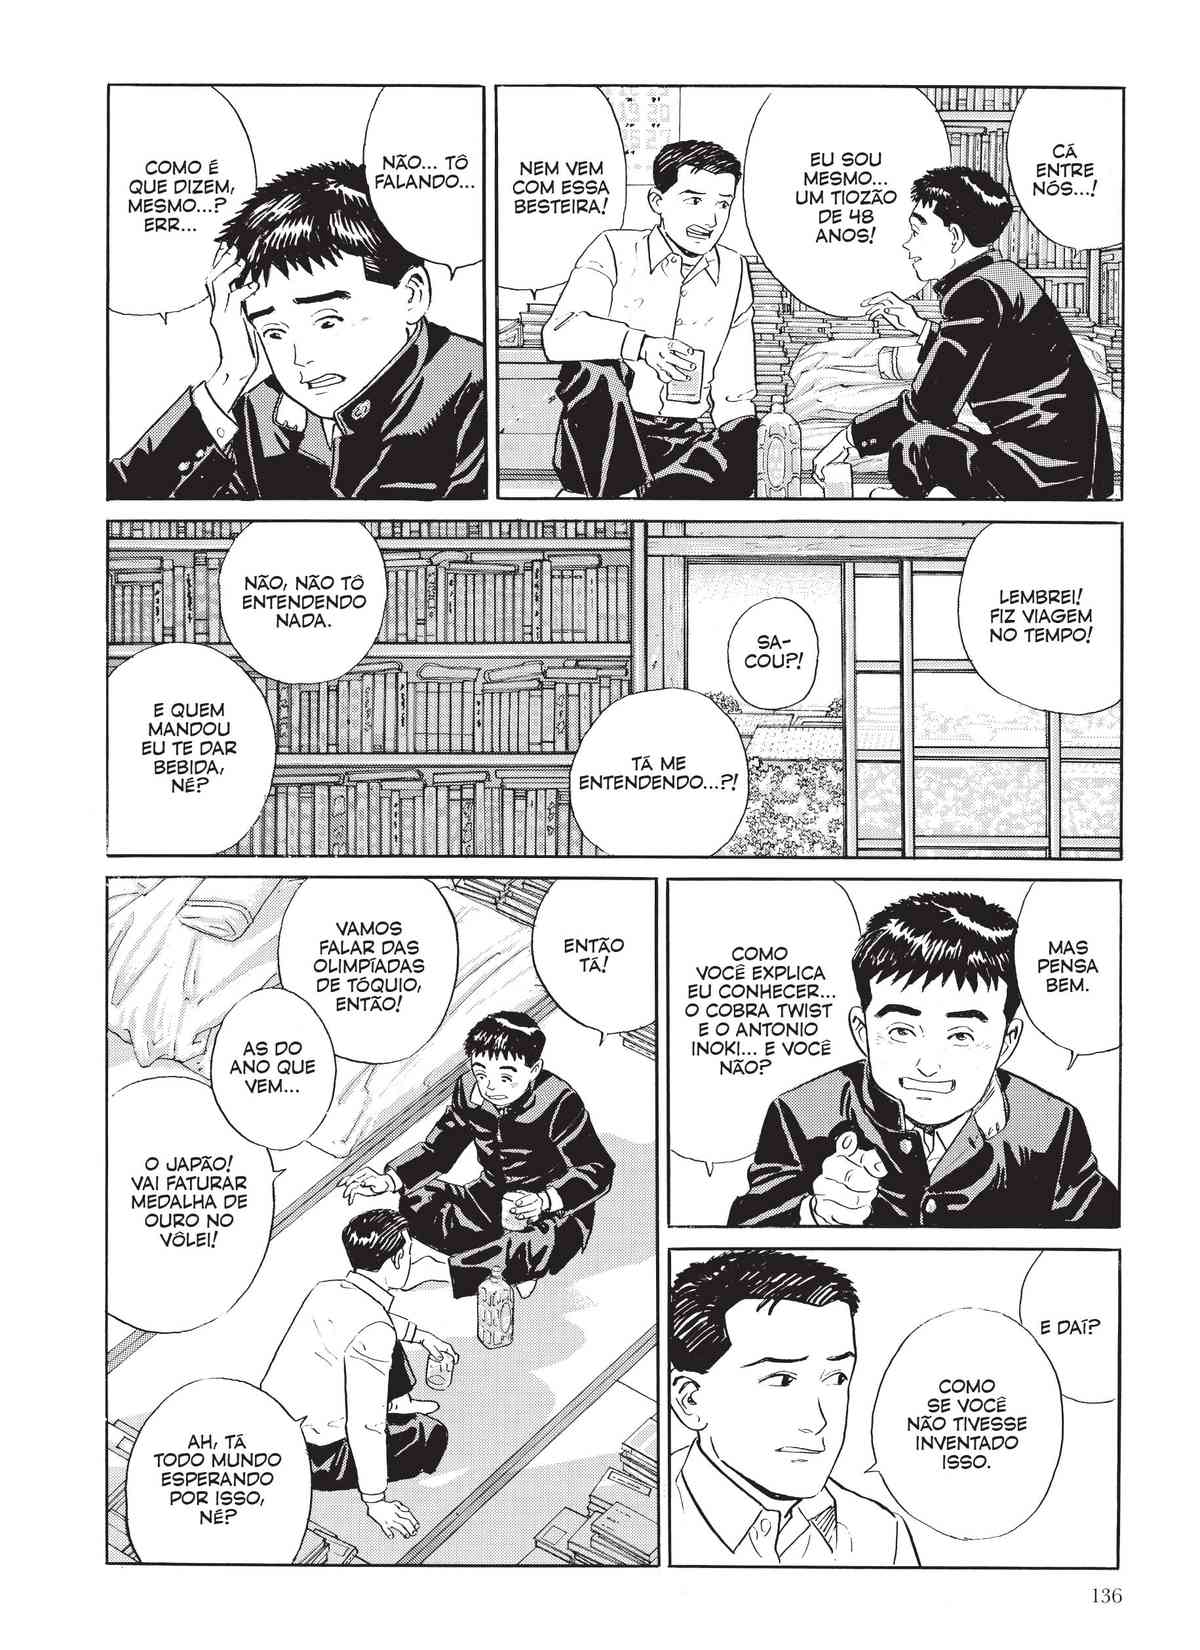 CÁ
ENTRE
NÓS...!
EU SOU
MESMO...
UM TIOZÃO
DE 48
ANOS!
NEM VEM
COM ESSA
BESTEIRA!
NÃO... TÔ
FALANDO...
COMO É
QUE DIZEM,
MESMO...?
ERR...
LEMBREI!
FIZ VIAGEM
NO TEMPO!
SA-
COU?!
TÁ ME
ENTENDENDO...?!
NÃO, NÃO TÔ
ENTENDENDO
NADA.
E QUEM
MANDOU
EU TE DAR
BEBIDA,
NÉ?
MAS
PENSA
BEM.
COMO
VOCÊ EXPLICA
EU CONHECER...
O COBRA TWIST
E O ANTONIO
INOKI... E VOCÊ
NÃO?
E DAÍ?
COMO
SE VOCÊ
NÃO TIVESSE
INVENTADO
ISSO.
ENTÃO
TÁ!
VAMOS
FALAR DAS
OLIMPÍADAS
DE TÓQUIO,
ENTÃO!
AS DO
ANO QUE
VEM...
O JAPÃO!
VAI FATURAR
MEDALHA DE
OURO NO
VÔLEI!
AH, TÁ
TODO MUNDO
ESPERANDO
POR ISSO,
NÉ?
136